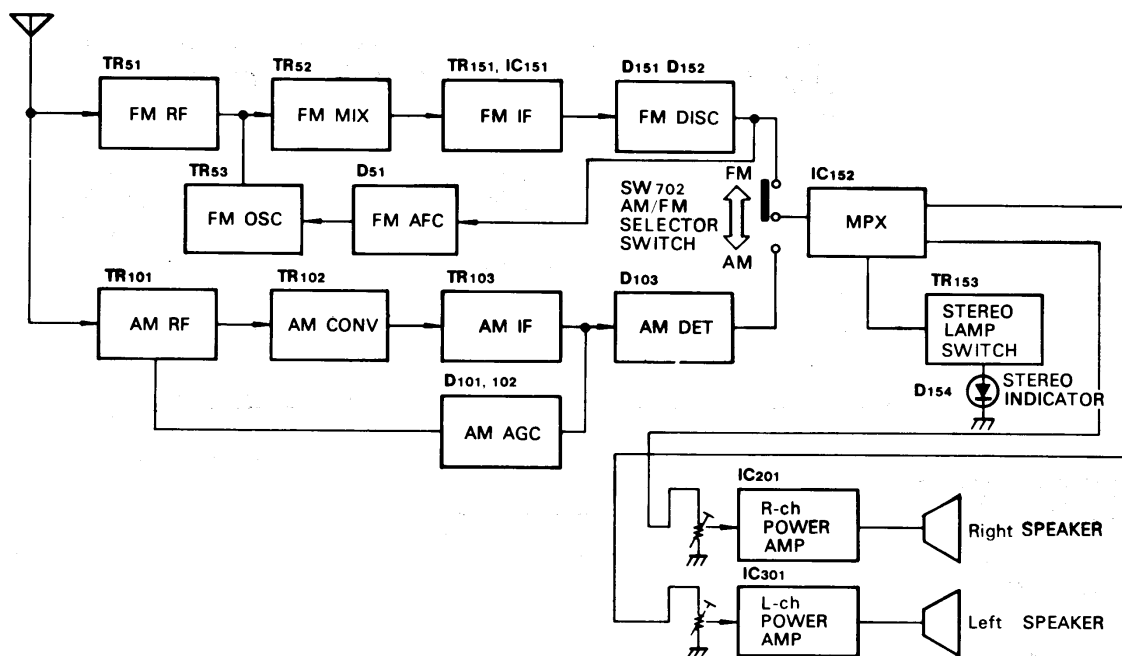 TR51
FM RF
TR52
FM MIX
TR151, IC151
FM IF
D151 D152
FM DISC
TR53
FM OSC
D51
FM AFC
SW702
AM/FM
SELECTOR
SWITCH
FM
AM
IC152
MPX
TR101
AM RF
TR102
AM CONV
TR103
AM IF
D103
AM DET
D101, 102
AM AGC
TR153
STEREO
LAMP
SWITCH
D154
STEREO
INDICATOR
IC201
R-ch
POWER
AMP
Right SPEAKER
IC301
L-ch
POWER
AMP
Left SPEAKER